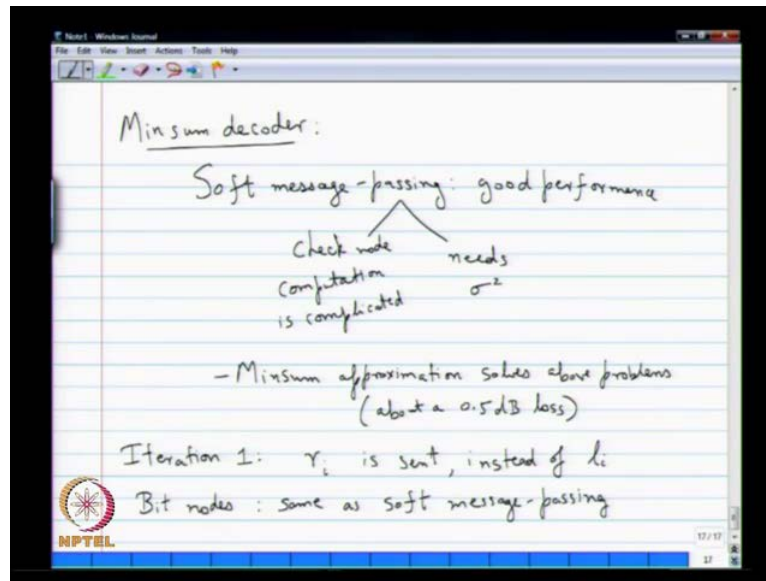 Note1 - Windows Journal
File Edit View Insert Actions Tools Help
Minsum decoder:
Soft message-passing: good performance
check node
computation
is complicated
needs
σ²
- Minsum approximation solves above problems
(about a 0.5dB loss)
Iteration 1: r_i is sent, instead of l_i
Bit nodes: same as soft message-passing
NPTEL
17/17
17